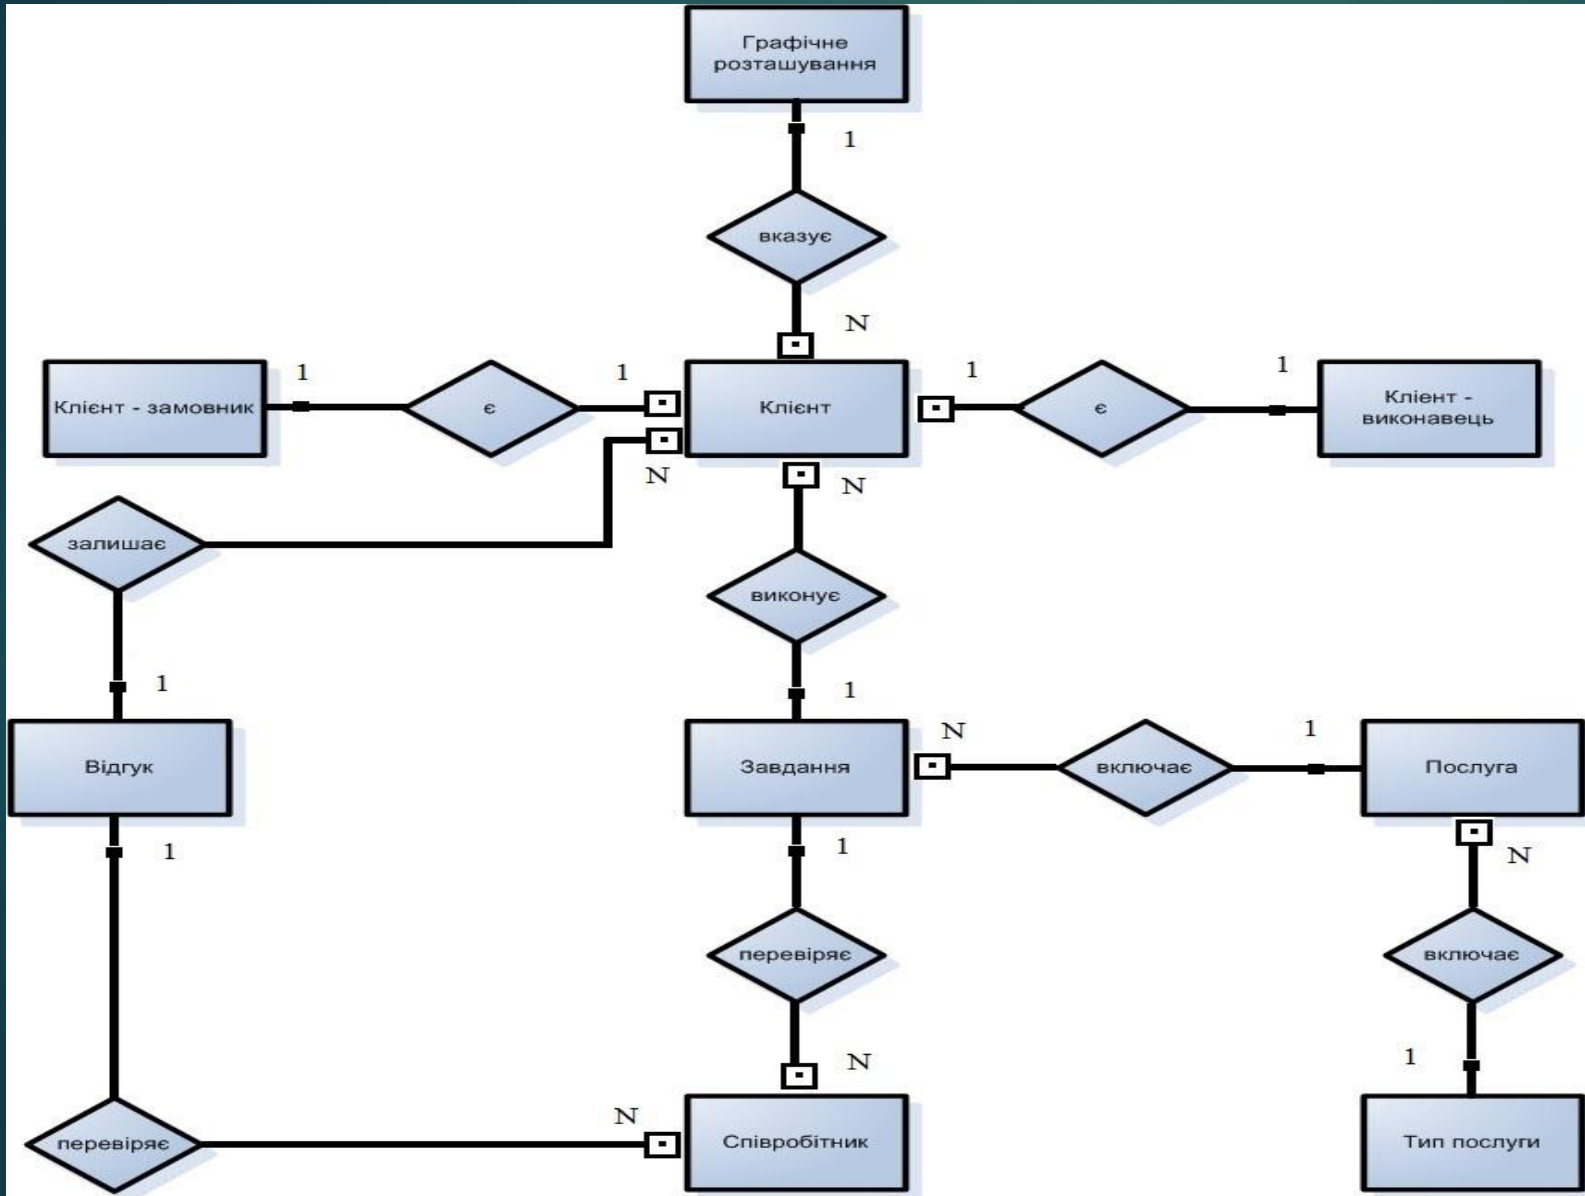 Графічне
розташування
1
вказує
N
Клієнт - замовник
1
є
1
Клієнт
1
є
1
Клієнт -
виконавець
N
N
залишає
виконує
1
1
Відгук
Завдання
N
включає
1
Послуга
1
1
N
перевіряє
включає
N
1
перевіряє
N
Співробітник
Тип послуги